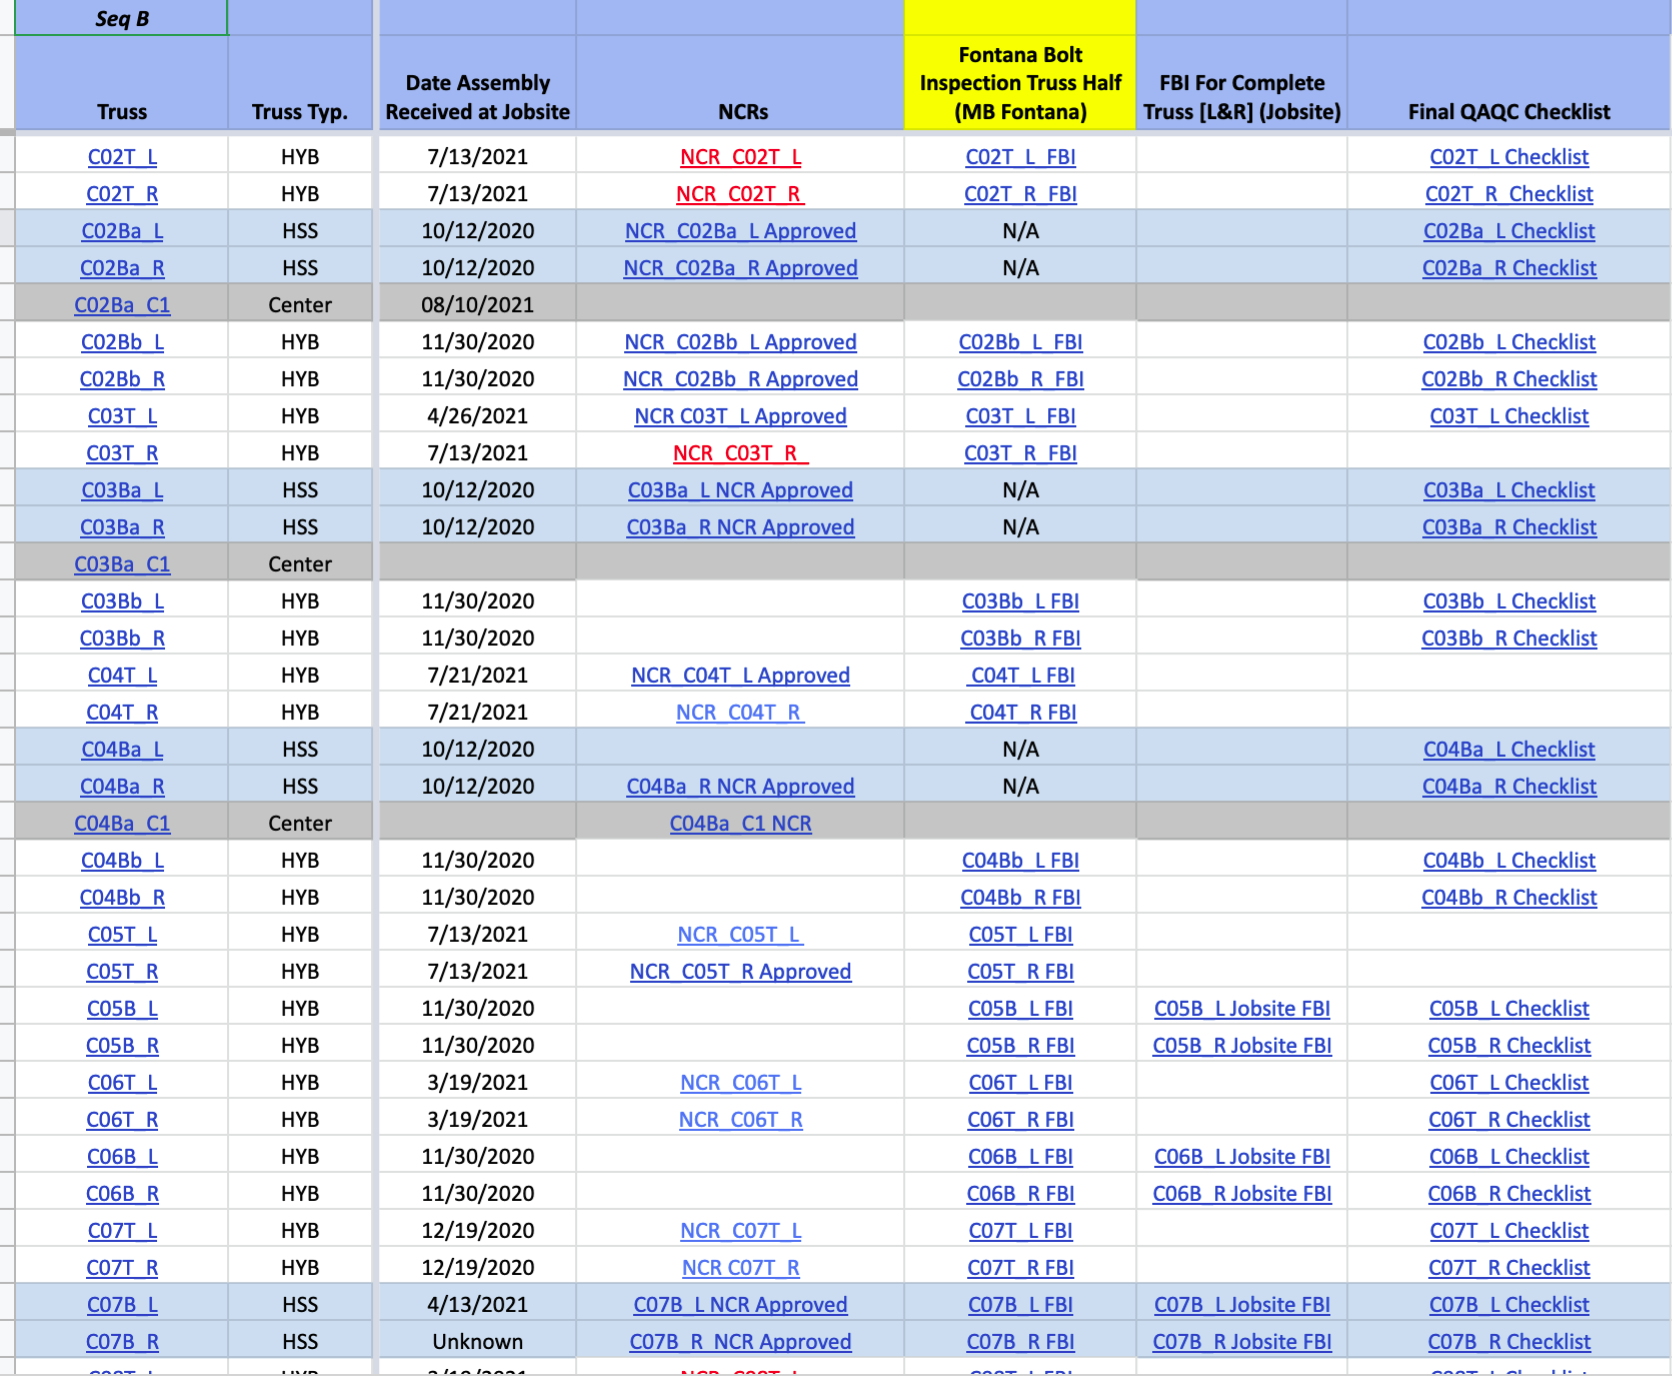 Seq B
Truss Truss Typ. Date Assembly Received at Jobsite NCRs Fontana Bolt Inspection Truss Half (MB Fontana) FBI For Complete Truss [L&R] (Jobsite) Final QAQC Checklist
C02T_L HYB 7/13/2021 NCR_C02T_L C02T_L_FBI C02T_L Checklist
C02T_R HYB 7/13/2021 NCR_C02T_R C02T_R_FBI C02T_R_Checklist
C02Ba_L HSS 10/12/2020 NCR_C02Ba_L Approved N/A C02Ba_L Checklist
C02Ba_R HSS 10/12/2020 NCR_C02Ba_R Approved N/A C02Ba_R Checklist
C02Ba_C1 Center 08/10/2021
C02Bb_L HYB 11/30/2020 NCR_C02Bb_L Approved C02Bb_L_FBI C02Bb_L Checklist
C02Bb_R HYB 11/30/2020 NCR_C02Bb_R Approved C02Bb_R_FBI C02Bb_R Checklist
C03T_L HYB 4/26/2021 NCR C03T_L Approved C03T_L_FBI C03T_L Checklist
C03T_R HYB 7/13/2021 NCR_C03T_R_ C03T_R_FBI
C03Ba_L HSS 10/12/2020 C03Ba_L NCR Approved N/A C03Ba_L Checklist
C03Ba_R HSS 10/12/2020 C03Ba_R NCR Approved N/A C03Ba_R Checklist
C03Ba_C1 Center
C03Bb_L HYB 11/30/2020 C03Bb_L FBI C03Bb_L Checklist
C03Bb_R HYB 11/30/2020 C03Bb_R FBI C03Bb_R Checklist
C04T_L HYB 7/21/2021 NCR_C04T_L Approved C04T_L FBI
C04T_R HYB 7/21/2021 NCR_C04T_R C04T_R FBI
C04Ba_L HSS 10/12/2020 N/A C04Ba_L Checklist
C04Ba_R HSS 10/12/2020 C04Ba_R NCR Approved N/A C04Ba_R Checklist
C04Ba_C1 Center C04Ba_C1 NCR
C04Bb_L HYB 11/30/2020 C04Bb_L FBI C04Bb_L Checklist
C04Bb_R HYB 11/30/2020 C04Bb_R FBI C04Bb_R Checklist
C05T_L HYB 7/13/2021 NCR_C05T_L C05T_L FBI
C05T_R HYB 7/13/2021 NCR_C05T_R Approved C05T_R FBI
C05B_L HYB 11/30/2020 C05B_L FBI C05B_L Jobsite FBI C05B_L Checklist
C05B_R HYB 11/30/2020 C05B_R FBI C05B_R Jobsite FBI C05B_R Checklist
C06T_L HYB 3/19/2021 NCR_C06T_L C06T_L FBI C06T_L Checklist
C06T_R HYB 3/19/2021 NCR_C06T_R C06T_R FBI C06T_R Checklist
C06B_L HYB 11/30/2020 C06B_L FBI C06B_L Jobsite FBI C06B_L Checklist
C06B_R HYB 11/30/2020 C06B_R FBI C06B_R Jobsite FBI C06B_R Checklist
C07T_L HYB 12/19/2020 NCR_C07T_L C07T_L FBI C07T_L Checklist
C07T_R HYB 12/19/2020 NCR C07T_R C07T_R FBI C07T_R Checklist
C07B_L HSS 4/13/2021 C07B_L NCR Approved C07B_L FBI C07B_L Jobsite FBI C07B_L Checklist
C07B_R HSS Unknown C07B_R_NCR Approved C07B_R FBI C07B_R Jobsite FBI C07B_R Checklist